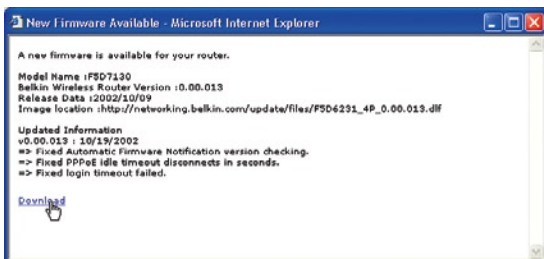 New Firmware Available - Microsoft Internet Explorer
A new firmware is available for your router.
Model Name :F5D7130
Belkin Wireless Router Version :0.00.013
Release Data :2002/10/09
Image location :http://networking.belkin.com/update/files/F5D6231_4P_0.00.013.dlf
Updated Information
v0.00.013 : 10/19/2002
=> Fixed Automatic Firmware Notification version checking.
=> Fixed PPPoE idle timeout disconnects in seconds.
=> Fixed login timeout failed.
Download